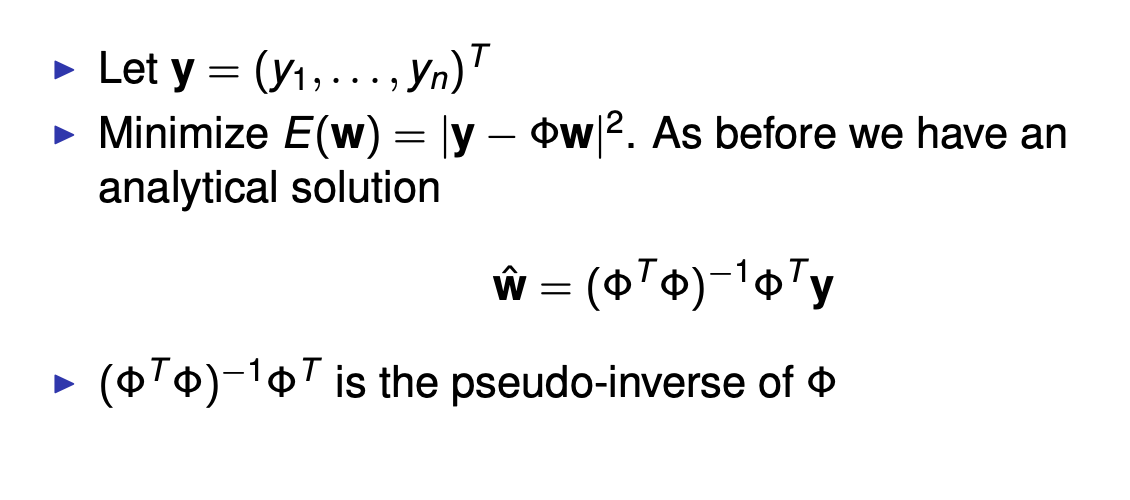 ▶ Let y = (y₁, . . . , yₙ)ᵀ
▶ Minimize E(w) = |y − Φw|². As before we have an
analytical solution
ŵ = (ΦᵀΦ)⁻¹Φᵀy
▶ (ΦᵀΦ)⁻¹Φᵀ is the pseudo-inverse of Φ